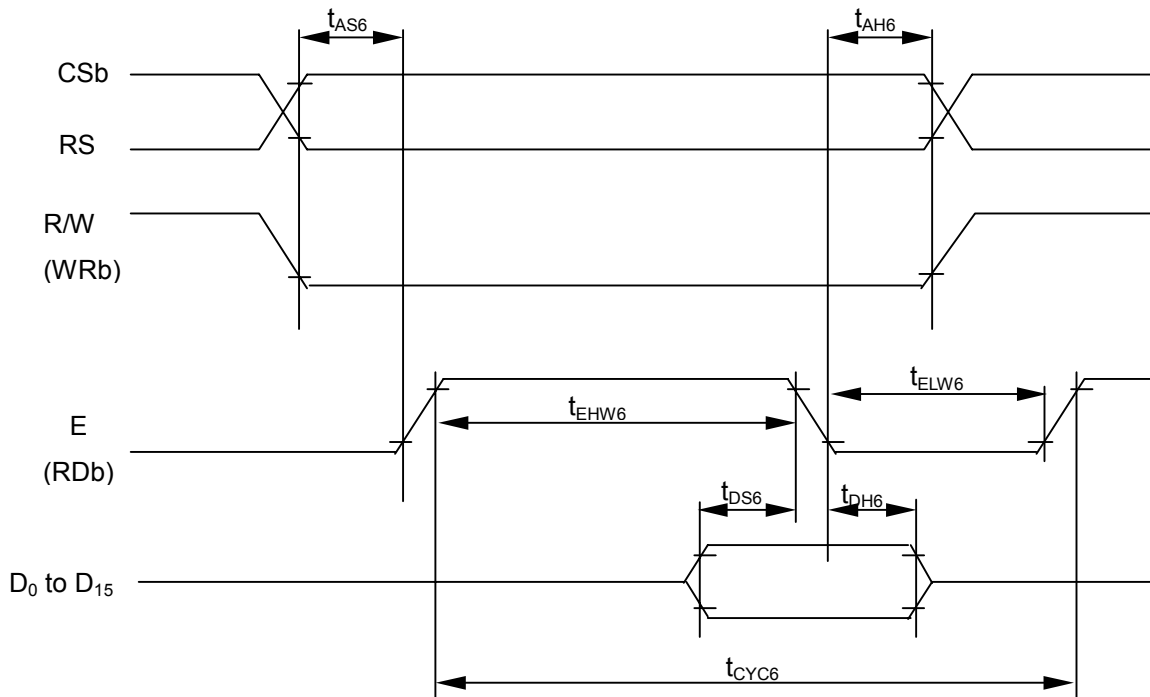 tAS6 tAH6
CSb
RS
R/W
(WRb)
tELW6
tEHW6
E
(RDb)
tDS6 tDH6
D0 to D15
tCYC6